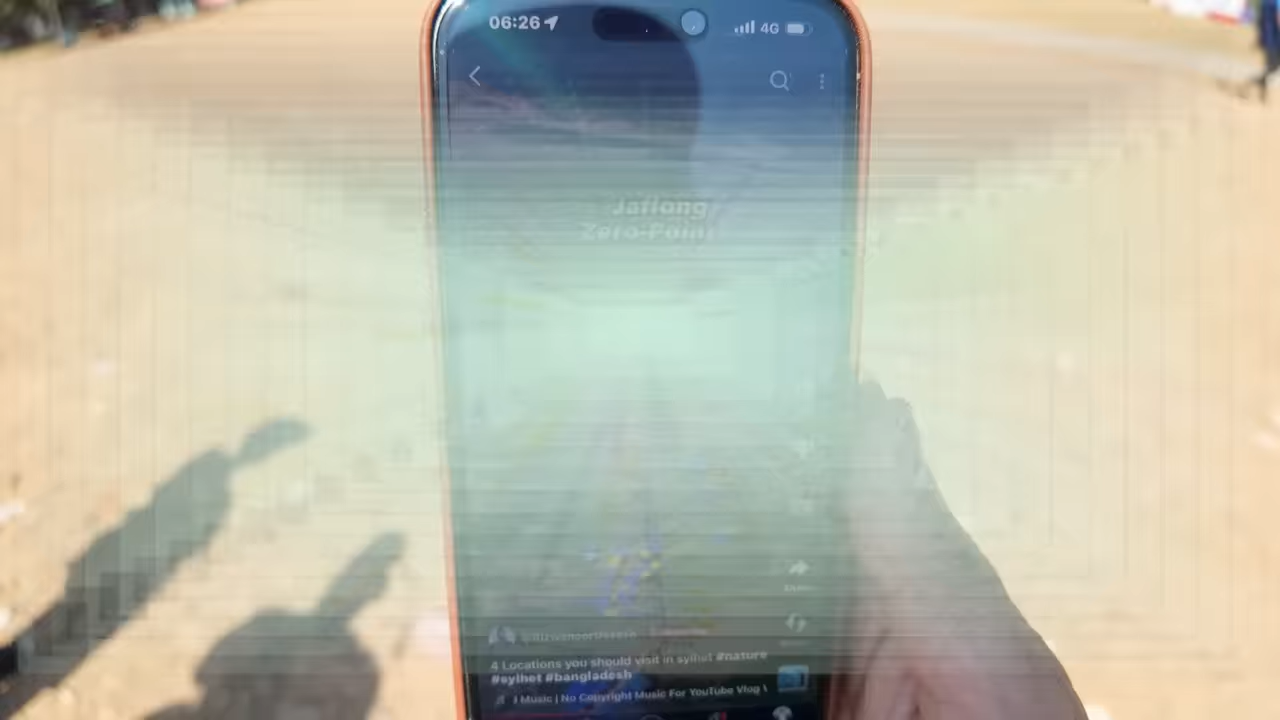 06:26
4G
Jaflong
Zero-Point
4 Locations you should visit in sylhet #nature
#sylhet #bangladesh
Music | No Copyright Music For YouTube Vlog \